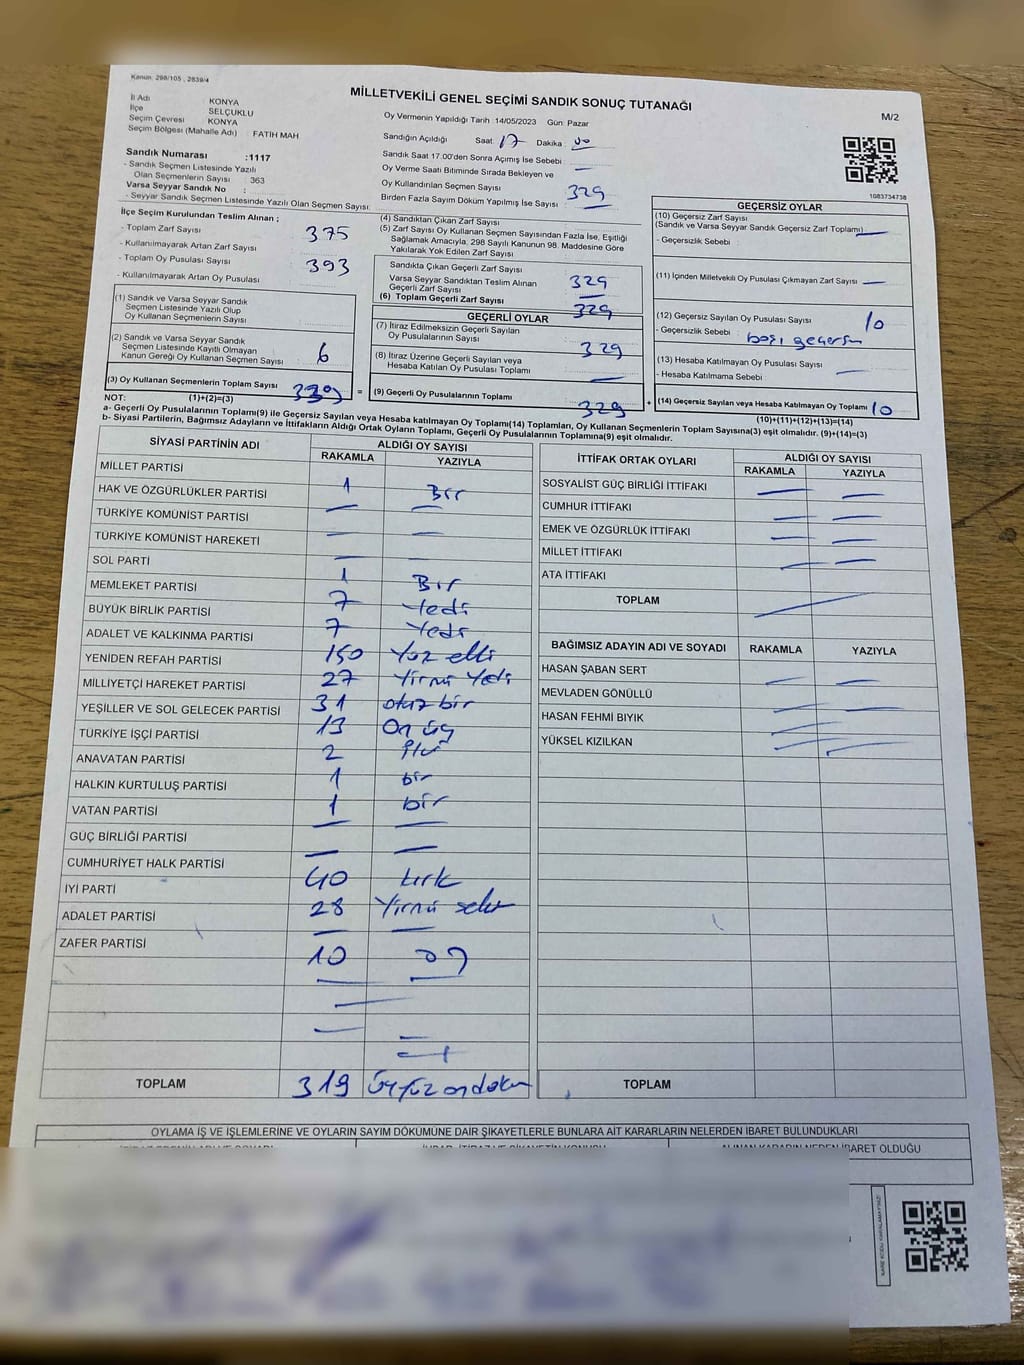 Kanun: 298/105 , 2839/4
MİLLETVEKİLİ GENEL SEÇİMİ SANDIK SONUÇ TUTANAĞI
M/2
İl Adı KONYA
İlçe SELÇUKLU
Seçim Çevresi KONYA
Seçim Bölgesi (Mahalle Adı) : FATİH MAH
Sandık Numarası :1117
- Sandık Seçmen Listesinde Yazılı
Olan Seçmenlerin Sayısı : 363
Varsa Seyyar Sandık No :
- Seyyar Sandık Seçmen Listesinde Yazılı Olan Seçmen Sayısı:
Oy Vermenin Yapıldığı Tarih :14/05/2023 Gün: Pazar
Sandığın Açıldığı Saat: 17 Dakika: 00
Sandık Saat 17.00'den Sonra Açımış İse Sebebi : —
Oy Verme Saati Bitiminde Sırada Bekleyen ve
Oy Kullandırılan Seçmen Sayısı 329
Birden Fazla Sayım Döküm Yapılmış İse Sayısı : —
1083734738
İlçe Seçim Kurulundan Teslim Alınan ;
- Toplam Zarf Sayısı 375
- Kullanılmayarak Artan Zarf Sayısı
- Toplam Oy Pusulası Sayısı 393
- Kullanılmayarak Artan Oy Pusulası
(1) Sandık ve Varsa Seyyar Sandık
Seçmen Listesinde Yazılı Olup
Oy Kullanan Seçmenlerin Sayısı
(2) Sandık ve Varsa Seyyar Sandık
Seçmen Listesinde Kayıtlı Olmayan
Kanun Gereği Oy Kullanan Seçmen Sayısı : 6
(3) Oy Kullanan Seçmenlerin Toplam Sayısı 339 =
(1)+(2)=(3)
(4) Sandıktan Çıkan Zarf Sayısı
(5) Zarf Sayısı Oy Kullanan Seçmen Sayısından Fazla İse, Eşitliği
Sağlamak Amacıyla, 298 Sayılı Kanunun 98. Maddesine Göre
Yakılarak Yok Edilen Zarf Sayısı
Sandıkta Çıkan Geçerli Zarf Sayısı 329
Varsa Seyyar Sandıktan Teslim Alınan
Geçerli Zarf Sayısı —
(6) Toplam Geçerli Zarf Sayısı 329
GEÇERLİ OYLAR
(7) İtiraz Edilmeksizin Geçerli Sayılan
Oy Pusulalarının Sayısı 329
(8) İtiraz Üzerine Geçerli Sayılan veya
Hesaba Katılan Oy Pusulası Toplamı —
(9) Geçerli Oy Pusulalarının Toplamı 329 +
GEÇERSİZ OYLAR
(10) Geçersiz Zarf Sayısı
(Sandık ve Varsa Seyyar Sandık Geçersiz Zarf Toplamı) —
- Geçersizlik Sebebi :
(11) İçinden Milletvekili Oy Pusulası Çıkmayan Zarf Sayısı : —
(12) Geçersiz Sayılan Oy Pusulası Sayısı 10
- Geçersizlik Sebebi :
(13) Hesaba Katılmayan Oy Pusulası Sayısı —
- Hesaba Katılmama Sebebi :
(14) Geçersiz Sayılan veya Hesaba Katılmayan Oy Toplamı 10
(10)+(11)+(12)+(13)=(14)
NOT:
a- Geçerli Oy Pusulalarının Toplamı(9) ile Geçersiz Sayılan veya Hesaba katılmayan Oy Toplamı(14) Toplamları, Oy Kullanan Seçmenlerin Toplam Sayısına(3) eşit olmalıdır. (9)+(14)=(3)
b- Siyasi Partilerin, Bağımsız Adayların ve İttifakların Aldığı Ortak Oyların Toplamı, Geçerli Oy Pusulalarının Toplamına(9) eşit olmalıdır.
SİYASİ PARTİNİN ADI ALDIĞI OY SAYISI
RAKAMLA YAZIYLA
MİLLET PARTİSİ 1 Bir
HAK VE ÖZGÜRLÜKLER PARTİSİ — —
TÜRKİYE KOMÜNİST PARTİSİ — —
TÜRKİYE KOMÜNİST HAREKETİ —
SOL PARTİ 1 Bir
MEMLEKET PARTİSİ 7 Yedi
BÜYÜK BİRLİK PARTİSİ 7 Yedi
ADALET VE KALKINMA PARTİSİ 150 Yüz elli
YENİDEN REFAH PARTİSİ 27 Yirmi Yedi
MİLLİYETÇİ HAREKET PARTİSİ 31 otuz bir
YEŞİLLER VE SOL GELECEK PARTİSİ 13 On üç
TÜRKİYE İŞÇİ PARTİSİ 2 iki
ANAVATAN PARTİSİ 1 bir
HALKIN KURTULUŞ PARTİSİ 1 bir
VATAN PARTİSİ — —
GÜÇ BİRLİĞİ PARTİSİ — —
CUMHURİYET HALK PARTİSİ 40 kırk
İYİ PARTİ 28 Yirmi sekiz
ADALET PARTİSİ — —
ZAFER PARTİSİ 10 on
TOPLAM 319 üçyüz ondokuz
İTTİFAK ORTAK OYLARI ALDIĞI OY SAYISI
RAKAMLA YAZIYLA
SOSYALİST GÜÇ BİRLİĞİ İTTİFAKI — —
CUMHUR İTTİFAKI — —
EMEK VE ÖZGÜRLÜK İTTİFAKI — —
MİLLET İTTİFAKI — —
ATA İTTİFAKI
TOPLAM
BAĞIMSIZ ADAYIN ADI VE SOYADI RAKAMLA YAZIYLA
HASAN ŞABAN SERT — —
MEVLADEN GÖNÜLLÜ — —
HASAN FEHMI BIYIK — —
YÜKSEL KIZILKAN — —
TOPLAM
OYLAMA İŞ VE İŞLEMLERİNE VE OYLARIN SAYIM DÖKÜMÜNE DAİR ŞİKAYETLERLE BUNLARA AİT KARARLARIN NELERDEN İBARET BULUNDUKLARI
ALINAN KARARIN NEDEN İBARET OLDUĞU